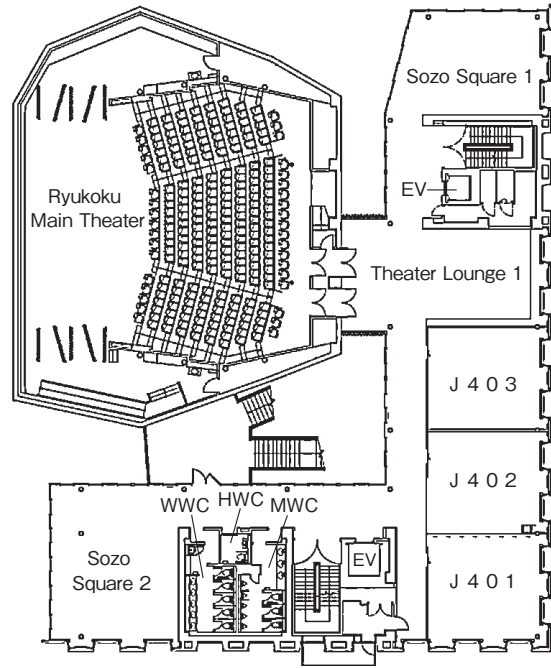 Sozo Square 1
EV
Ryukoku
Main Theater
Theater Lounge 1
J 4 0 3
J 4 0 2
WWC
HWC
MWC
Sozo
Square 2
EV
J 4 0 1